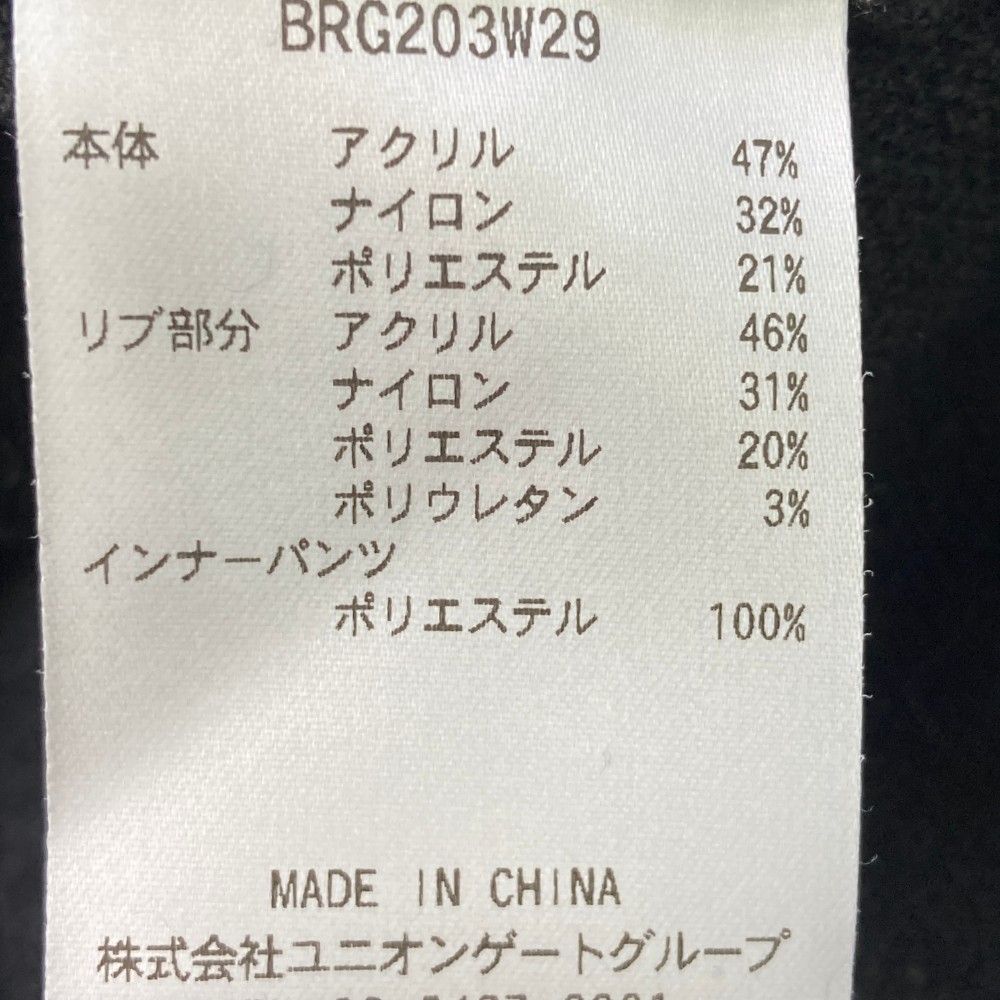 BRG203W29
本体 アクリル 47%
ナイロン 32%
ポリエステル 21%
リブ部分 アクリル 46%
ナイロン 31%
ポリエステル 20%
ポリウレタン 3%
インナーパンツ
ポリエステル 100%
MADE IN CHINA
株式会社ユニオンゲートグループ